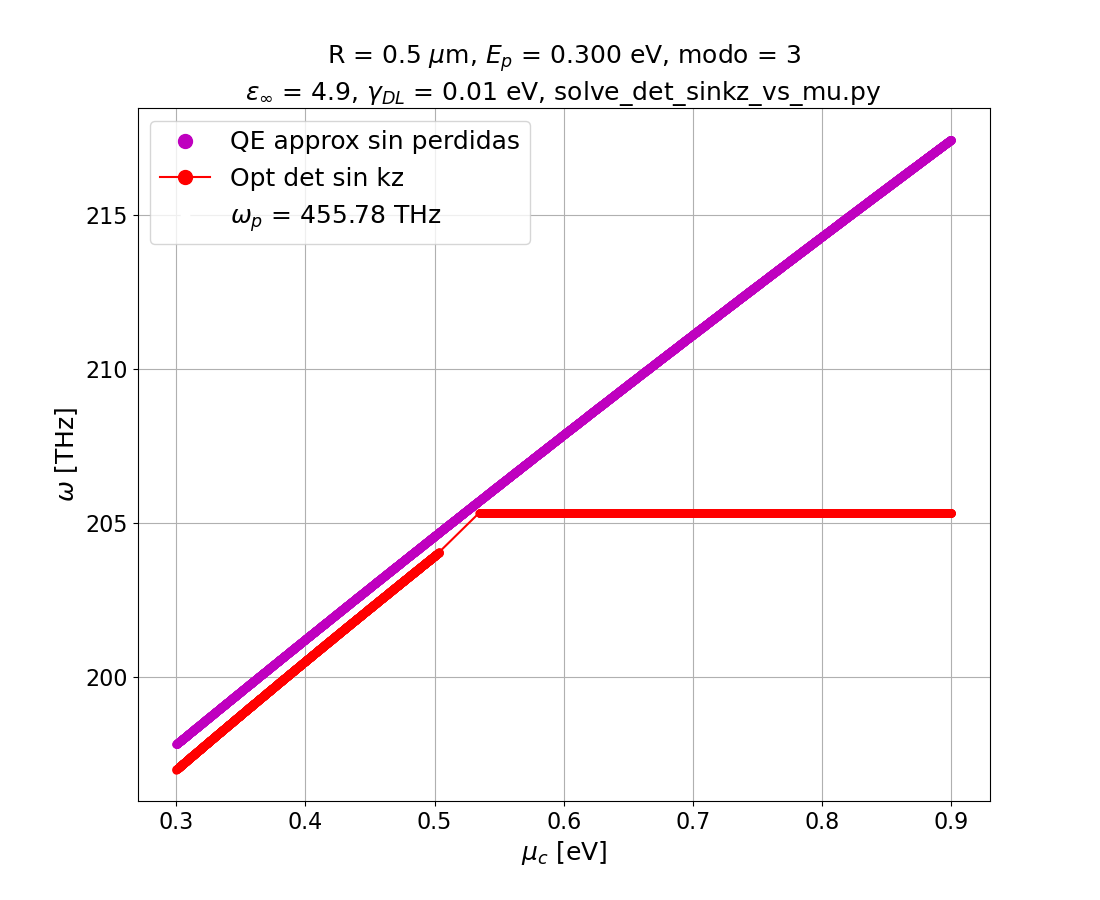 R = 0.5 μm, E_p = 0.300 eV, modo = 3
ε_∞ = 4.9, γ_DL = 0.01 eV, solve_det_sinkz_vs_mu.py
QE approx sin perdidas
Opt det sin kz
ω_p = 455.78 THz
215
210
205
200
ω [THz]
0.3 0.4 0.5 0.6 0.7 0.8 0.9
μ_c [eV]